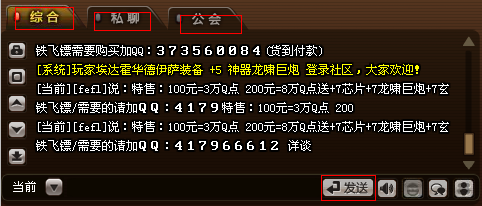 综合 私聊 公会
铁飞镖需要购买加QQ：373560084（货到付款）
[系统]玩家埃达霍华德伊萨装备 +5 神器龙啸巨炮 登录社区，大家欢迎！
[当前][fefl]说：特售：100元=3万Q点 200元=8万Q点送+7芯片+7龙啸巨炮+7玄
铁飞镖/需要的请加QQ：4179特售：100元=3万Q点 200
[当前][fefl]说：特售：100元=3万Q点 200元=8万Q点送+7芯片+7龙啸巨炮+7玄
铁飞镖/需要的请加QQ：417966612 详谈
当前 发送